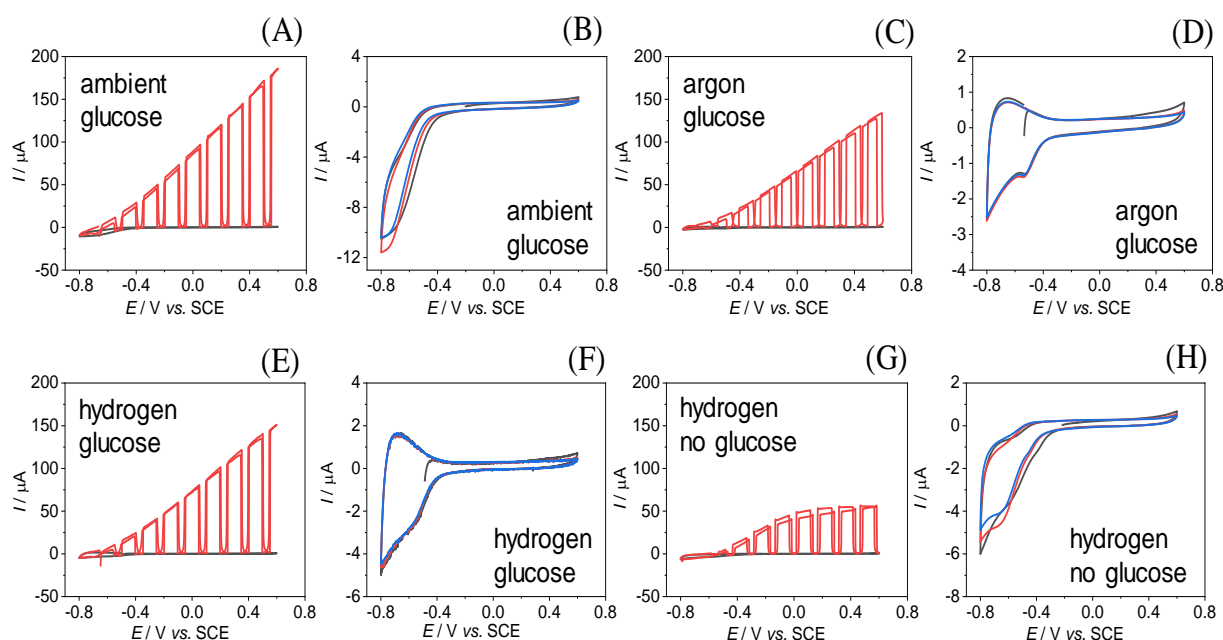 (A)
200
150
100
50
0
-50
I / μA
ambient
glucose
-0.8 -0.4 0.0 0.4 0.8
E / V vs. SCE
(B)
4
0
-4
-8
-12
I / μA
ambient
glucose
-0.8 -0.4 0.0 0.4 0.8
E / V vs. SCE
(C)
200
150
100
50
0
-50
I / μA
argon
glucose
-0.8 -0.4 0.0 0.4 0.8
E / V vs. SCE
(D)
2
1
0
-1
-2
-3
-4
I / μA
argon
glucose
-0.8 -0.4 0.0 0.4 0.8
E / V vs. SCE
(E)
200
150
100
50
0
-50
I / μA
hydrogen
glucose
-0.8 -0.4 0.0 0.4 0.8
E / V vs. SCE
(F)
4
2
0
-2
-4
-6
I / μA
hydrogen
glucose
-0.8 -0.4 0.0 0.4 0.8
E / V vs. SCE
(G)
200
150
100
50
0
-50
I / μA
hydrogen
no glucose
-0.8 -0.4 0.0 0.4 0.8
E / V vs. SCE
(H)
2
0
-2
-4
-6
I / μA
hydrogen
no glucose
-0.8 -0.4 0.0 0.4 0.8
E / V vs. SCE